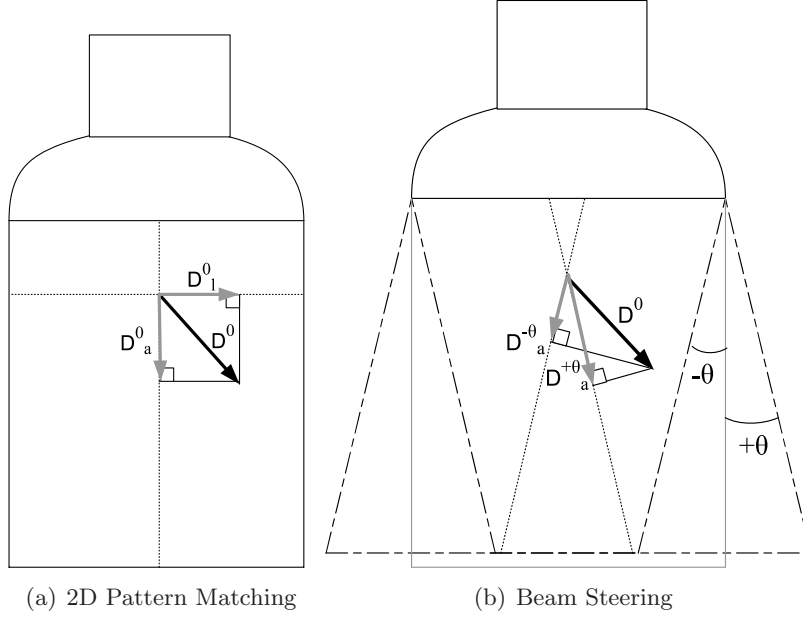 D⁰ₗ
D⁰ₐ
D⁰
D⁰
D⁻θₐ
D⁺θₐ
-θ
+θ
(a) 2D Pattern Matching
(b) Beam Steering